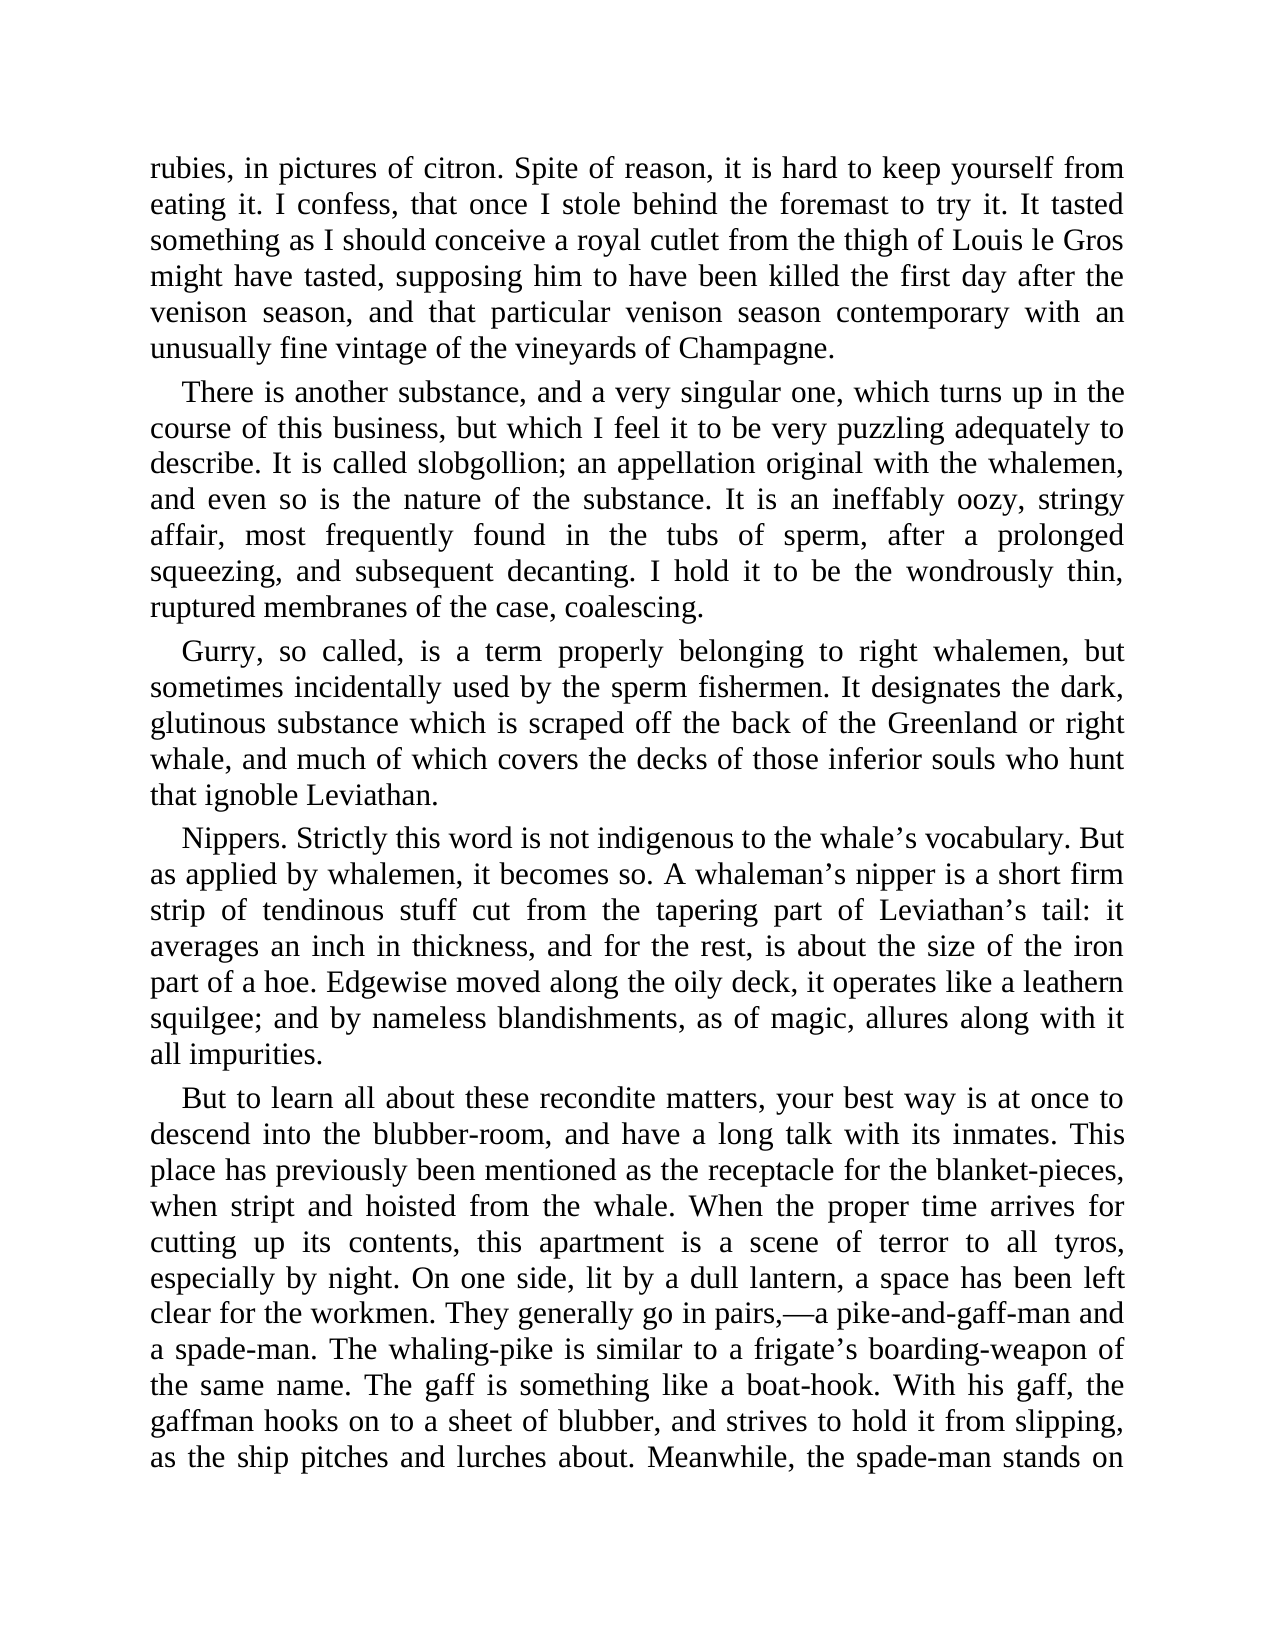 rubies, in pictures of citron. Spite of reason, it is hard to keep yourself from
eating it. I confess, that once I stole behind the foremast to try it. It tasted
something as I should conceive a royal cutlet from the thigh of Louis le Gros
might have tasted, supposing him to have been killed the first day after the
venison season, and that particular venison season contemporary with an
unusually fine vintage of the vineyards of Champagne.
There is another substance, and a very singular one, which turns up in the
course of this business, but which I feel it to be very puzzling adequately to
describe. It is called slobgollion; an appellation original with the whalemen,
and even so is the nature of the substance. It is an ineffably oozy, stringy
affair, most frequently found in the tubs of sperm, after a prolonged
squeezing, and subsequent decanting. I hold it to be the wondrously thin,
ruptured membranes of the case, coalescing.
Gurry, so called, is a term properly belonging to right whalemen, but
sometimes incidentally used by the sperm fishermen. It designates the dark,
glutinous substance which is scraped off the back of the Greenland or right
whale, and much of which covers the decks of those inferior souls who hunt
that ignoble Leviathan.
Nippers. Strictly this word is not indigenous to the whale’s vocabulary. But
as applied by whalemen, it becomes so. A whaleman’s nipper is a short firm
strip of tendinous stuff cut from the tapering part of Leviathan’s tail: it
averages an inch in thickness, and for the rest, is about the size of the iron
part of a hoe. Edgewise moved along the oily deck, it operates like a leathern
squilgee; and by nameless blandishments, as of magic, allures along with it
all impurities.
But to learn all about these recondite matters, your best way is at once to
descend into the blubber-room, and have a long talk with its inmates. This
place has previously been mentioned as the receptacle for the blanket-pieces,
when stript and hoisted from the whale. When the proper time arrives for
cutting up its contents, this apartment is a scene of terror to all tyros,
especially by night. On one side, lit by a dull lantern, a space has been left
clear for the workmen. They generally go in pairs,—a pike-and-gaff-man and
a spade-man. The whaling-pike is similar to a frigate’s boarding-weapon of
the same name. The gaff is something like a boat-hook. With his gaff, the
gaffman hooks on to a sheet of blubber, and strives to hold it from slipping,
as the ship pitches and lurches about. Meanwhile, the spade-man stands on